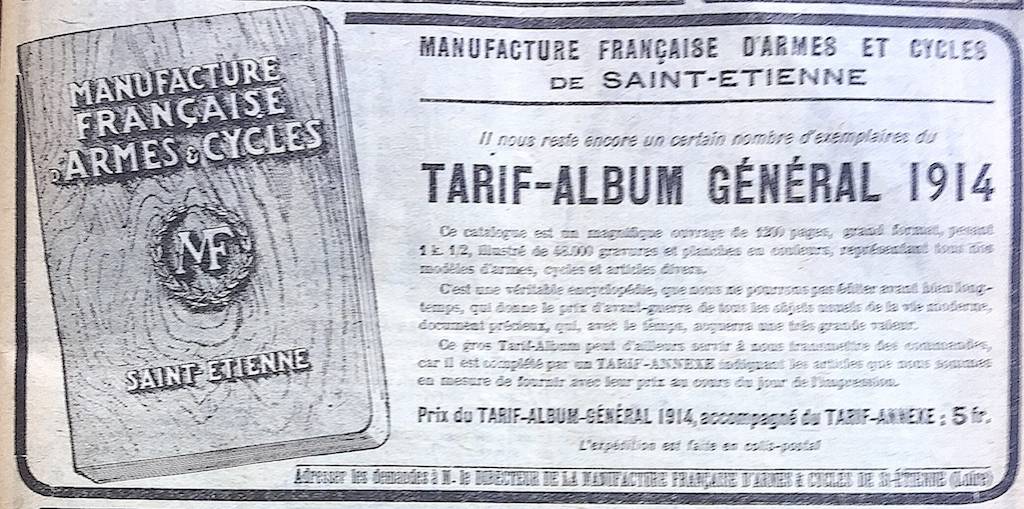 MANUFACTURE
FRANÇAISE
D'ARMES & CYCLES
MF
SAINT-ETIENNE
MANUFACTURE FRANÇAISE D'ARMES ET CYCLES
DE SAINT-ETIENNE
Il nous reste encore un certain nombre d'exemplaires du
TARIF-ALBUM GÉNÉRAL 1914
Ce catalogue est un magnifique ouvrage de 1200 pages, grand format, pesant
1 k. 1/2, illustré de gravures et planches en couleurs, représentant tous nos
modèles d'armes, cycles et articles divers.
C'est une véritable encyclopédie, que nous ne pourrons pas éditer avant bien long-
temps, qui donne le prix d'avant-guerre de tous les objets usuels de la vie moderne,
document précieux, qui, avec le temps, acquerra une très grande valeur.
Ce gros Tarif-Album peut d'ailleurs servir à nous transmettre des commandes,
car il est complété par un TARIF-ANNEXE indiquant les articles que nous sommes
en mesure de fournir avec leur prix au cours du jour de l'impression.
Prix du TARIF-ALBUM-GÉNÉRAL 1914, accompagné du TARIF-ANNEXE : 5 fr.
L'expédition est faite en colis-postal
Adresser les demandes à M. le DIRECTEUR DE LA MANUFACTURE FRANÇAISE D'ARMES & CYCLES DE St-ÉTIENNE (Loire)